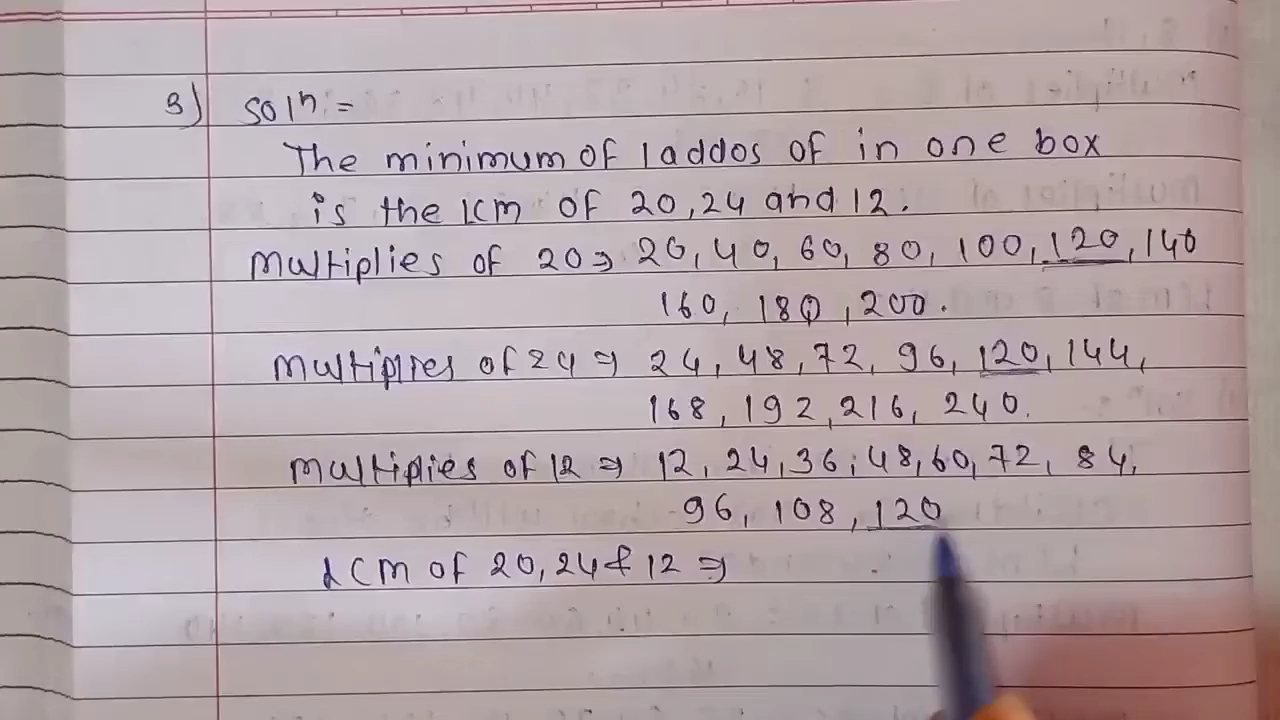 3) Soln:-
The minimum of laddos of in one box
is the LCM of 20,24 and 12.
multiplies of 20 ⇒ 20, 40, 60, 80, 100, 120, 140
160, 180, 200.
multiplies of 24 ⇒ 24, 48, 72, 96, 120, 144,
168, 192, 216, 240.
multiplies of 12 ⇒ 12, 24, 36, 48, 60, 72, 84,
96, 108, 120
LCM of 20, 24 & 12 ⇒